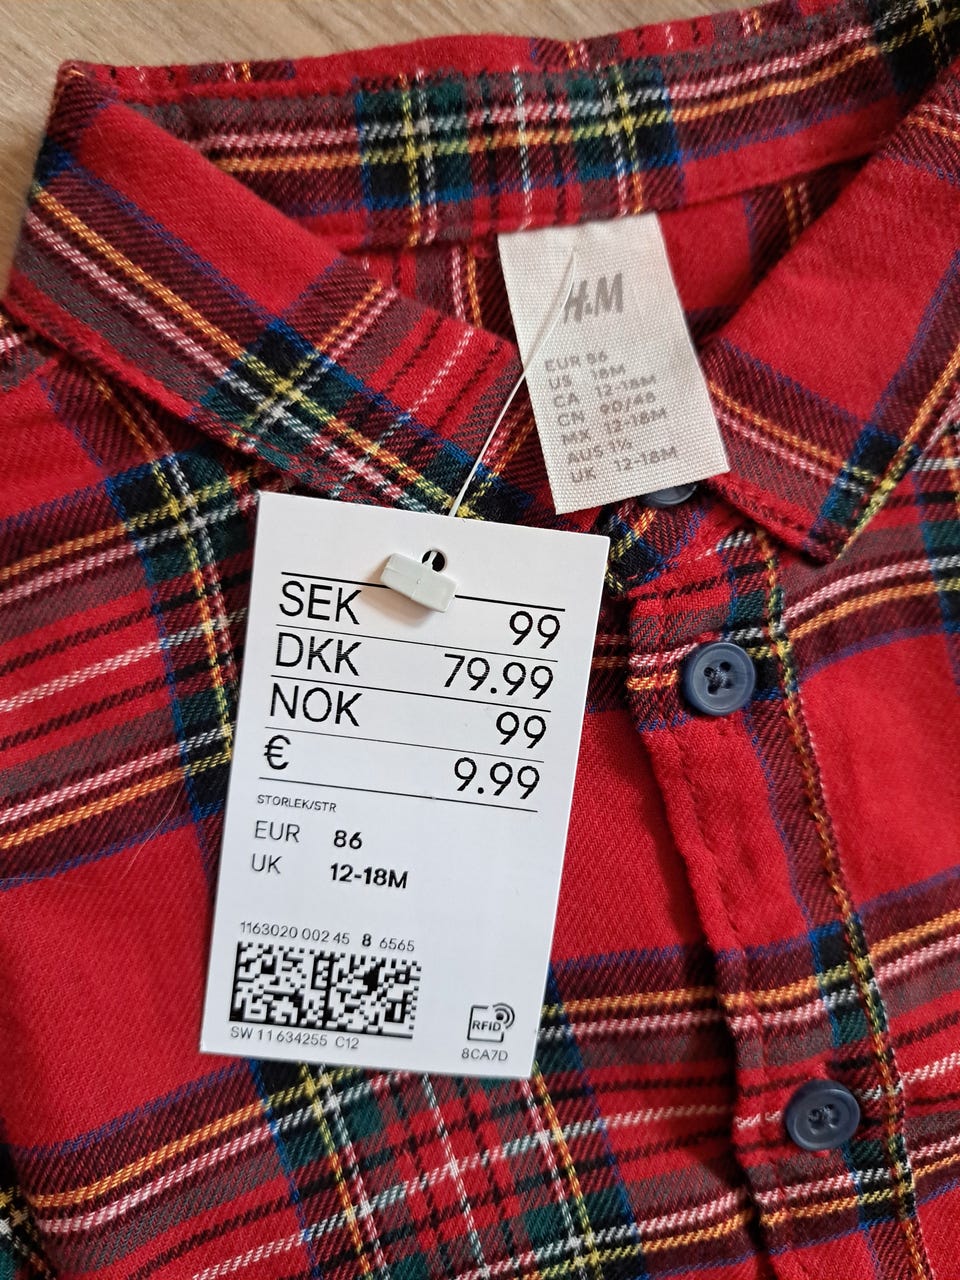 H&M
EUR 86
US 18M
CA 12-18M
CN 90/48
MX 12-18M
AUS 1½
UK 12-18M
SEK 99
DKK 79.99
NOK 99
€ 9.99
STORLEK/STR
EUR 86
UK 12-18M
1163020 002 45 8 6565
SW 11 634255 C12
RFID
8CA7D